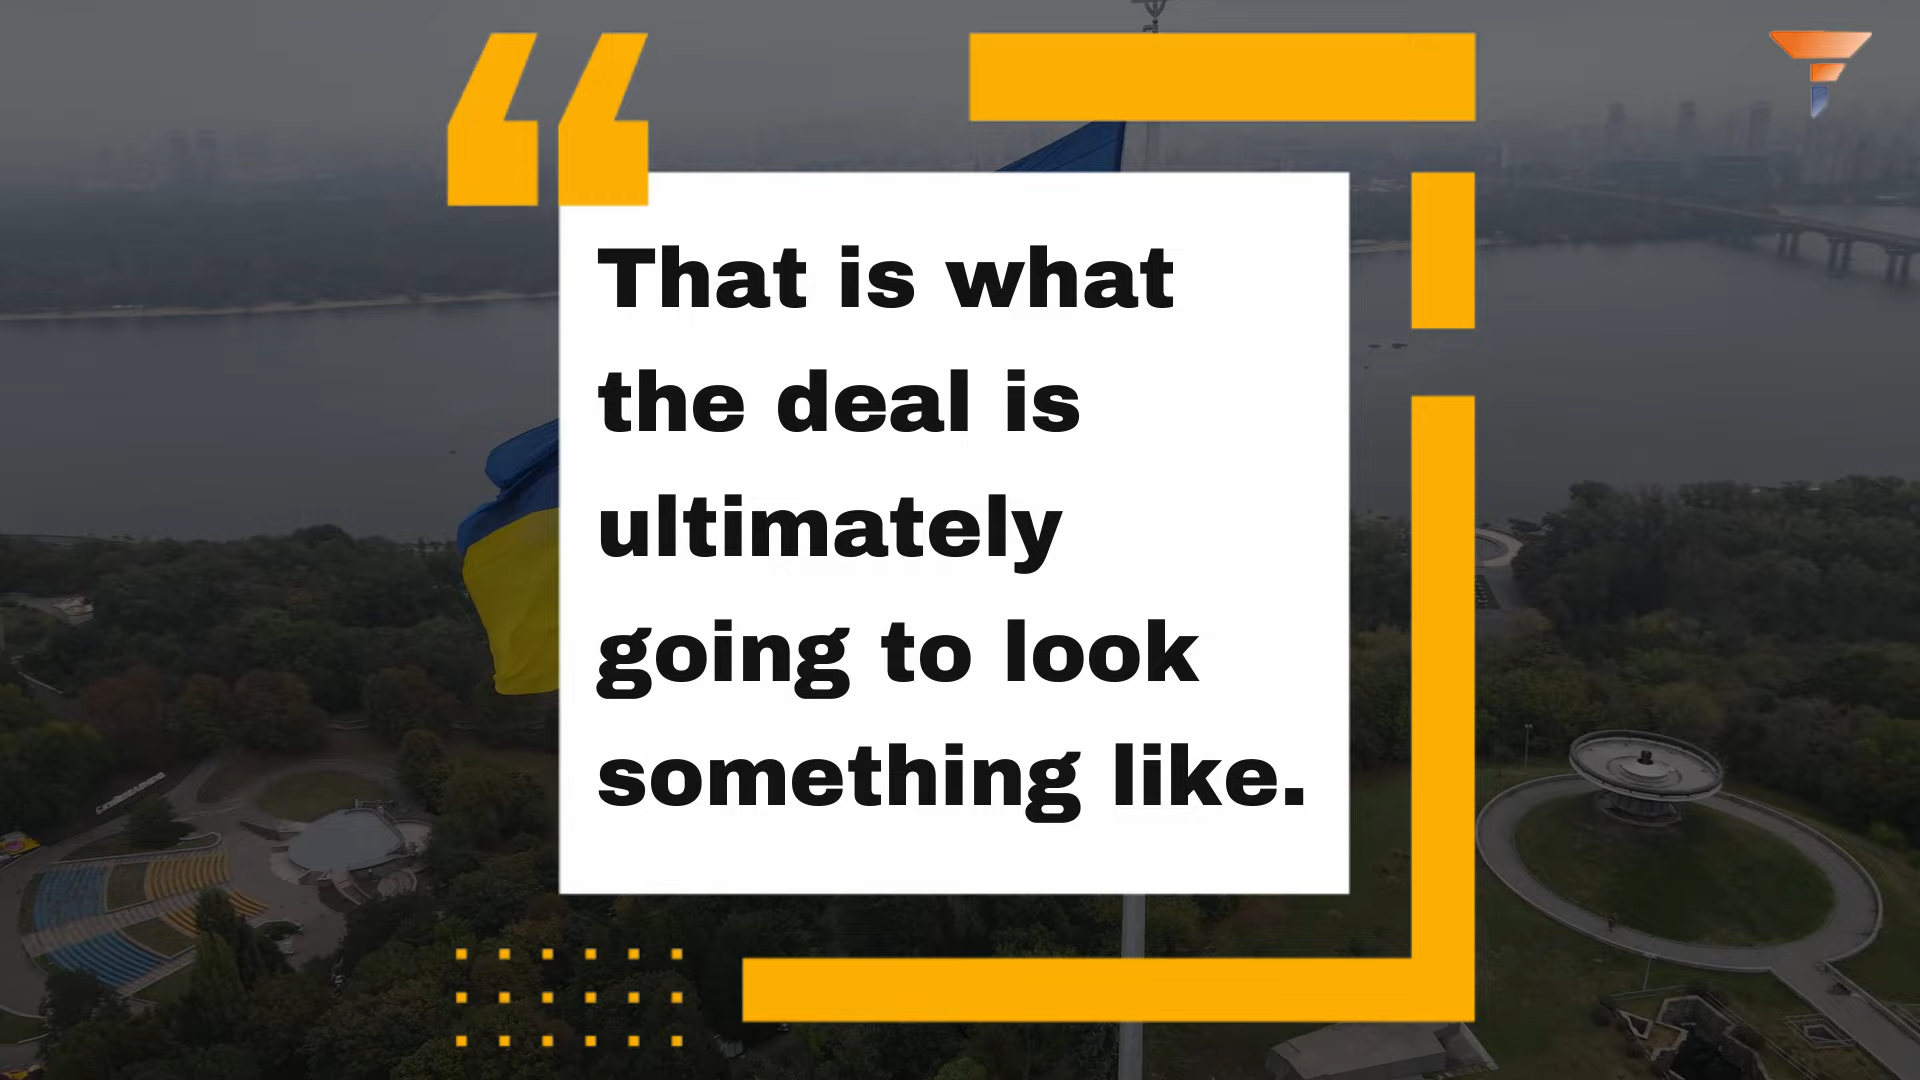 That is what
the deal is
ultimately
going to look
something like.